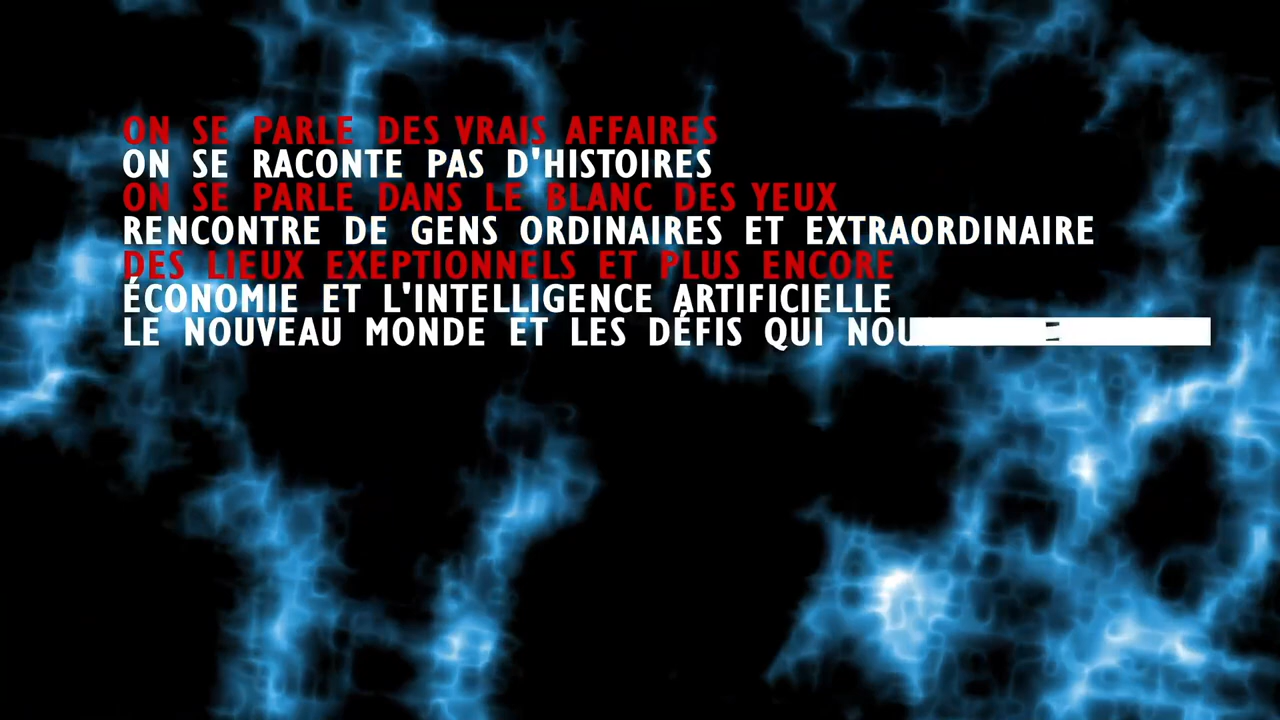 ON SE PARLE DES VRAIS AFFAIRES
ON SE RACONTE PAS D'HISTOIRES
ON SE PARLE DANS LE BLANC DES YEUX
RENCONTRE DE GENS ORDINAIRES ET EXTRAORDINAIRE
DES LIEUX EXEPTIONNELS ET PLUS ENCORE
ÉCONOMIE ET L'INTELLIGENCE ARTIFICIELLE
LE NOUVEAU MONDE ET LES DÉFIS QUI